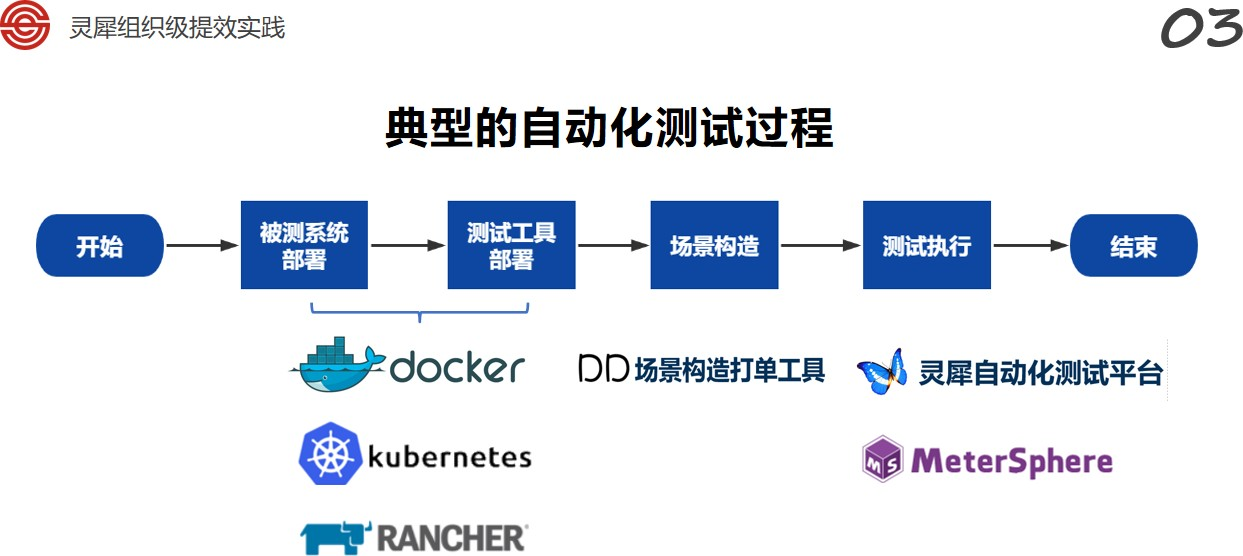 灵犀组织级提效实践
03
典型的自动化测试过程
开始
被测系统
部署
测试工具
部署
场景构造
测试执行
结束
docker
DD 场景构造打单工具
灵犀自动化测试平台
kubernetes
MS MeterSphere
RANCHER